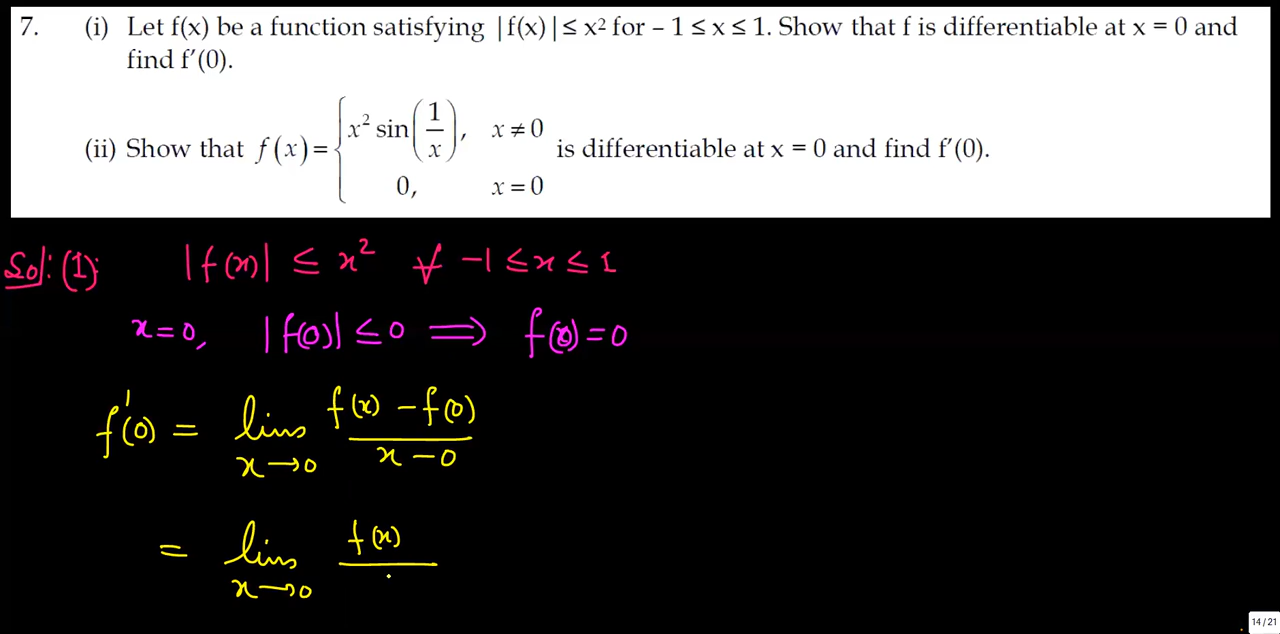 7. (i) Let f(x) be a function satisfying |f(x)| ≤ x² for – 1 ≤ x ≤ 1. Show that f is differentiable at x = 0 and
find f′(0).
(ii) Show that f(x) = { x² sin(1/x), x ≠ 0
0, x = 0 is differentiable at x = 0 and find f′(0).
Sol: (1): |f(x)| ≤ x² ∀ -1 ≤ x ≤ 1
x = 0, |f(0)| ≤ 0 ⟹ f(0) = 0
f'(0) = lim x→0 (f(x) - f(0))/(x - 0)
= lim x→0 f(x)/
14/21